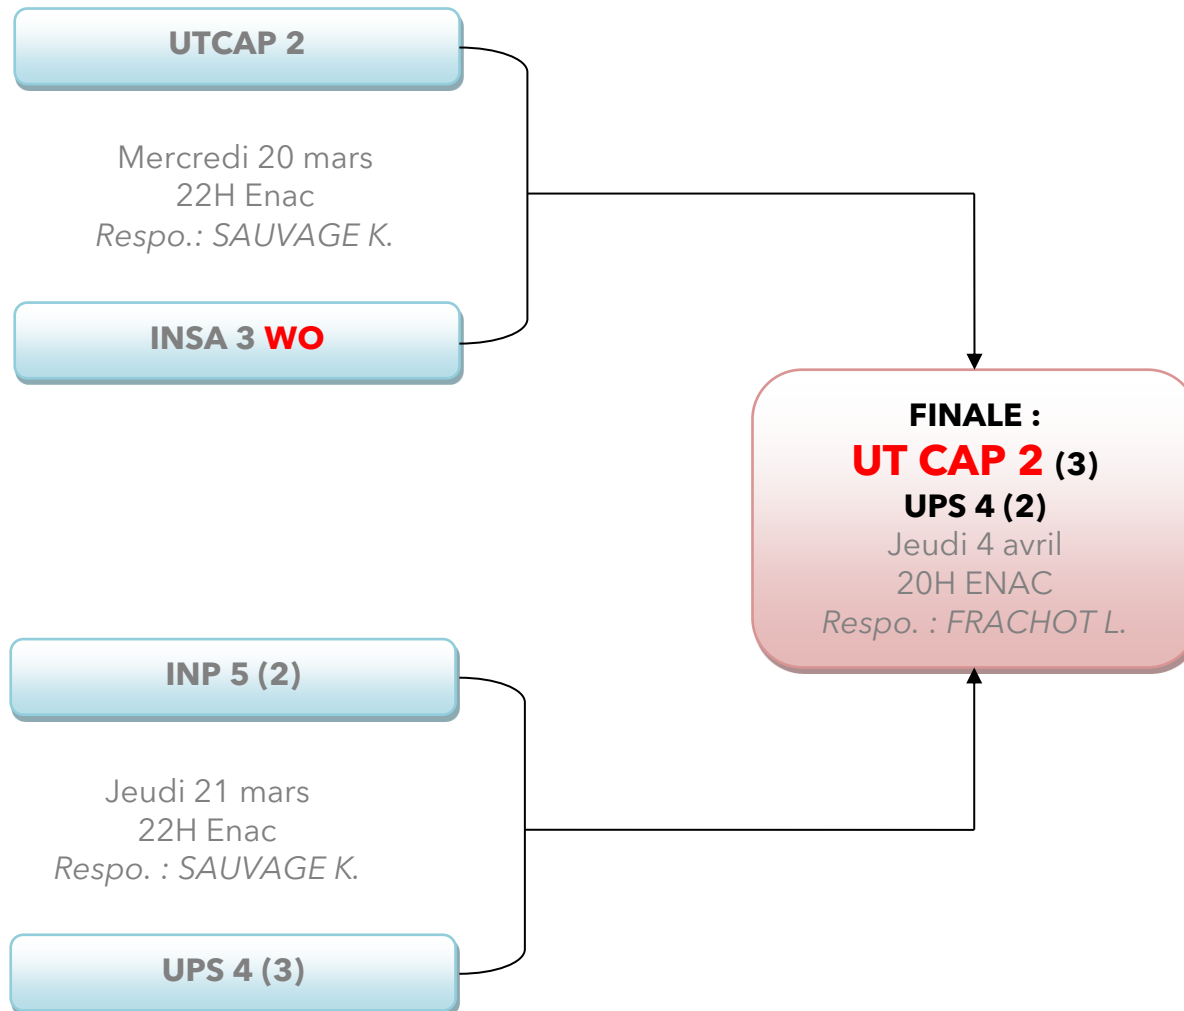 UTCAP 2
Mercredi 20 mars
22H Enac
Respo.: SAUVAGE K.
INSA 3 WO
FINALE :
UT CAP 2 (3)
UPS 4 (2)
Jeudi 4 avril
20H ENAC
Respo. : FRACHOT L.
INP 5 (2)
Jeudi 21 mars
22H Enac
Respo. : SAUVAGE K.
UPS 4 (3)